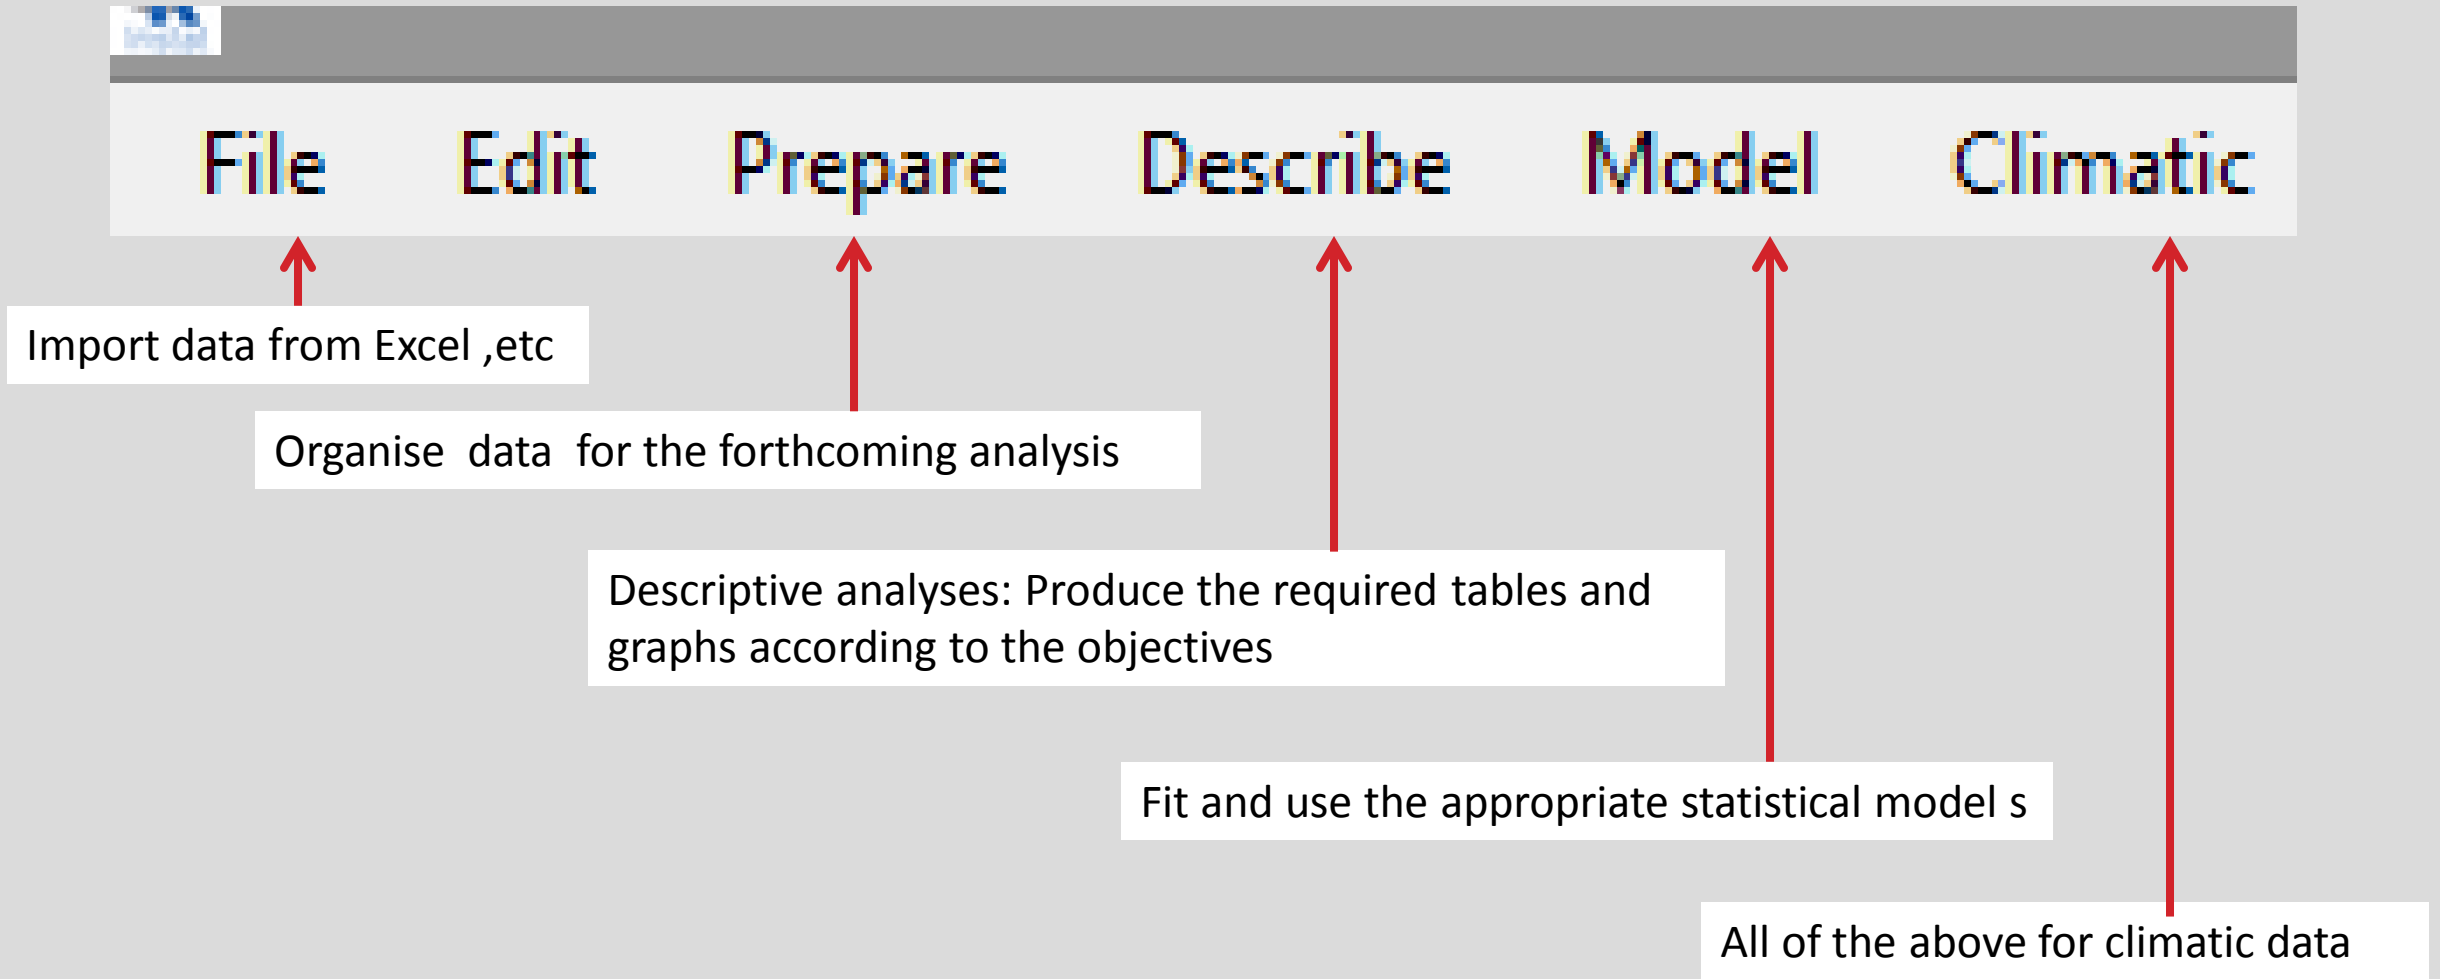 File Edit Prepare Describe Model Climatic
Import data from Excel ,etc
Organise data for the forthcoming analysis
Descriptive analyses: Produce the required tables and
graphs according to the objectives
Fit and use the appropriate statistical model s
All of the above for climatic data